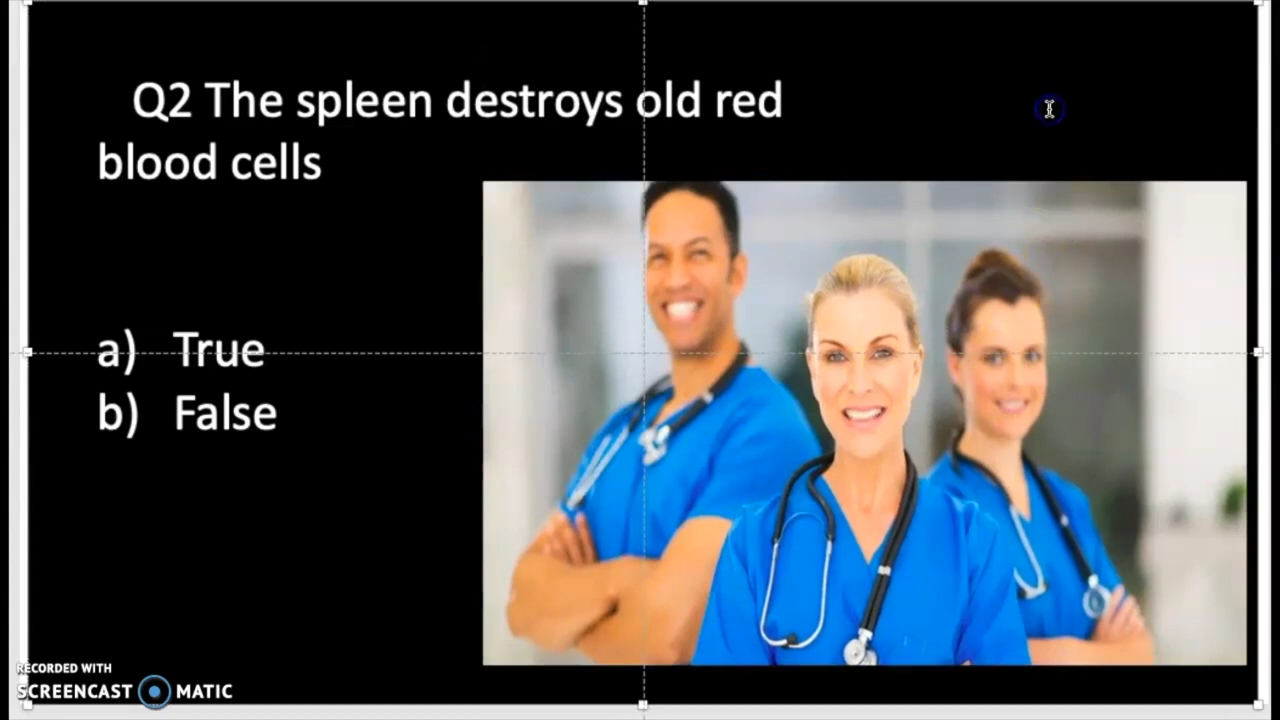 Q2 The spleen destroys old red
blood cells
a) True
b) False
RECORDED WITH
SCREENCAST MATIC